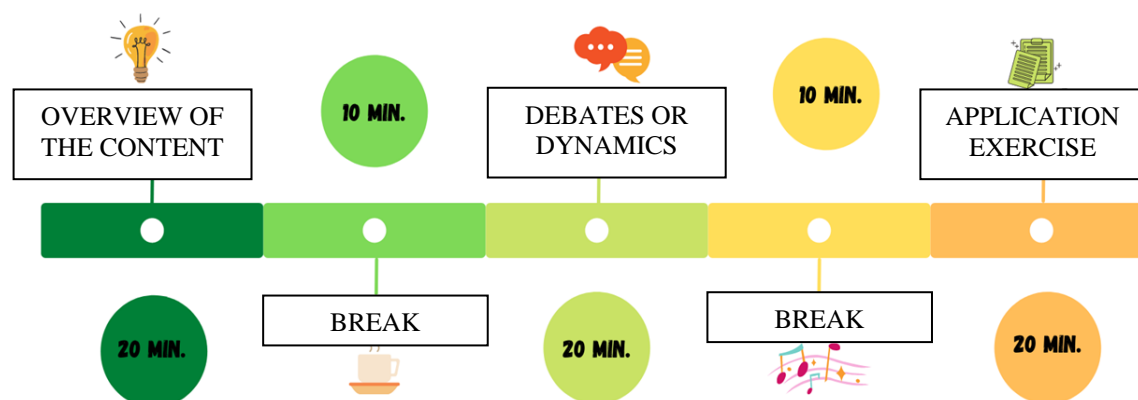 OVERVIEW OF
THE CONTENT
20 MIN.
10 MIN.
BREAK
DEBATES OR
DYNAMICS
20 MIN.
10 MIN.
BREAK
APPLICATION
EXERCISE
20 MIN.